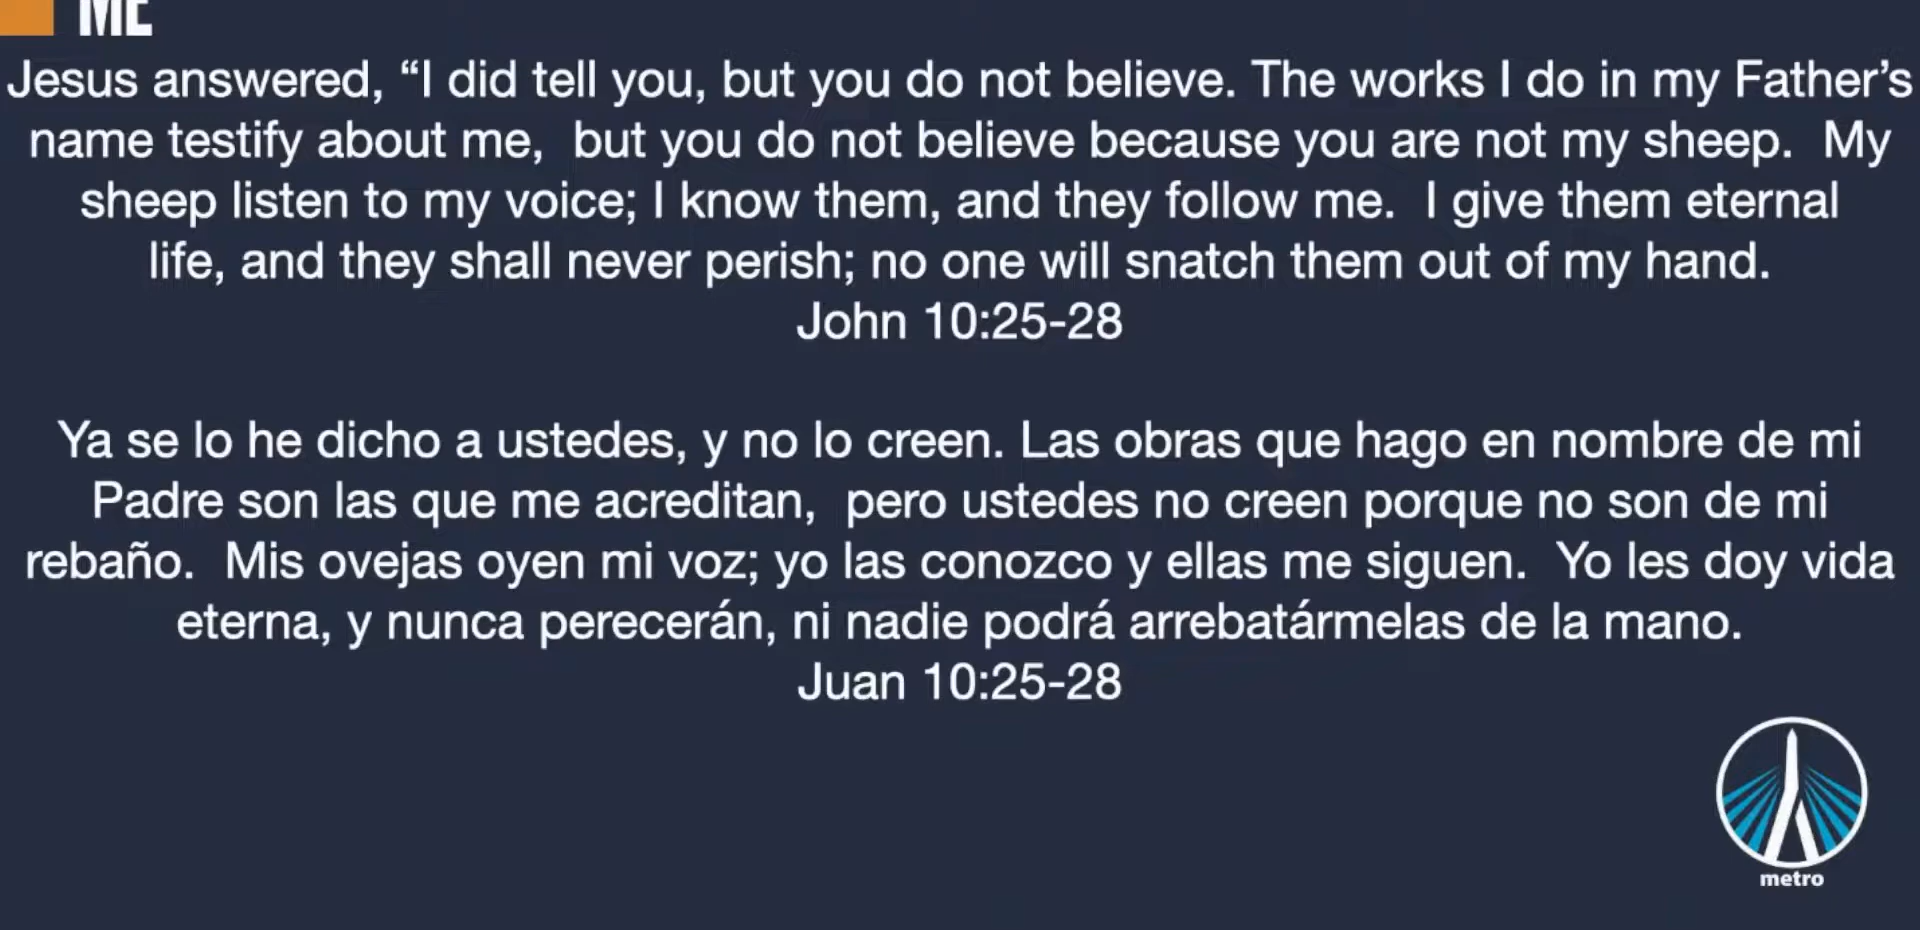 ME
Jesus answered, “I did tell you, but you do not believe. The works I do in my Father’s
name testify about me,  but you do not believe because you are not my sheep.  My
sheep listen to my voice; I know them, and they follow me.  I give them eternal
life, and they shall never perish; no one will snatch them out of my hand.
John 10:25-28
Ya se lo he dicho a ustedes, y no lo creen. Las obras que hago en nombre de mi
Padre son las que me acreditan,  pero ustedes no creen porque no son de mi
rebaño.  Mis ovejas oyen mi voz; yo las conozco y ellas me siguen.  Yo les doy vida
eterna, y nunca perecerán, ni nadie podrá arrebatármelas de la mano.
Juan 10:25-28
metro